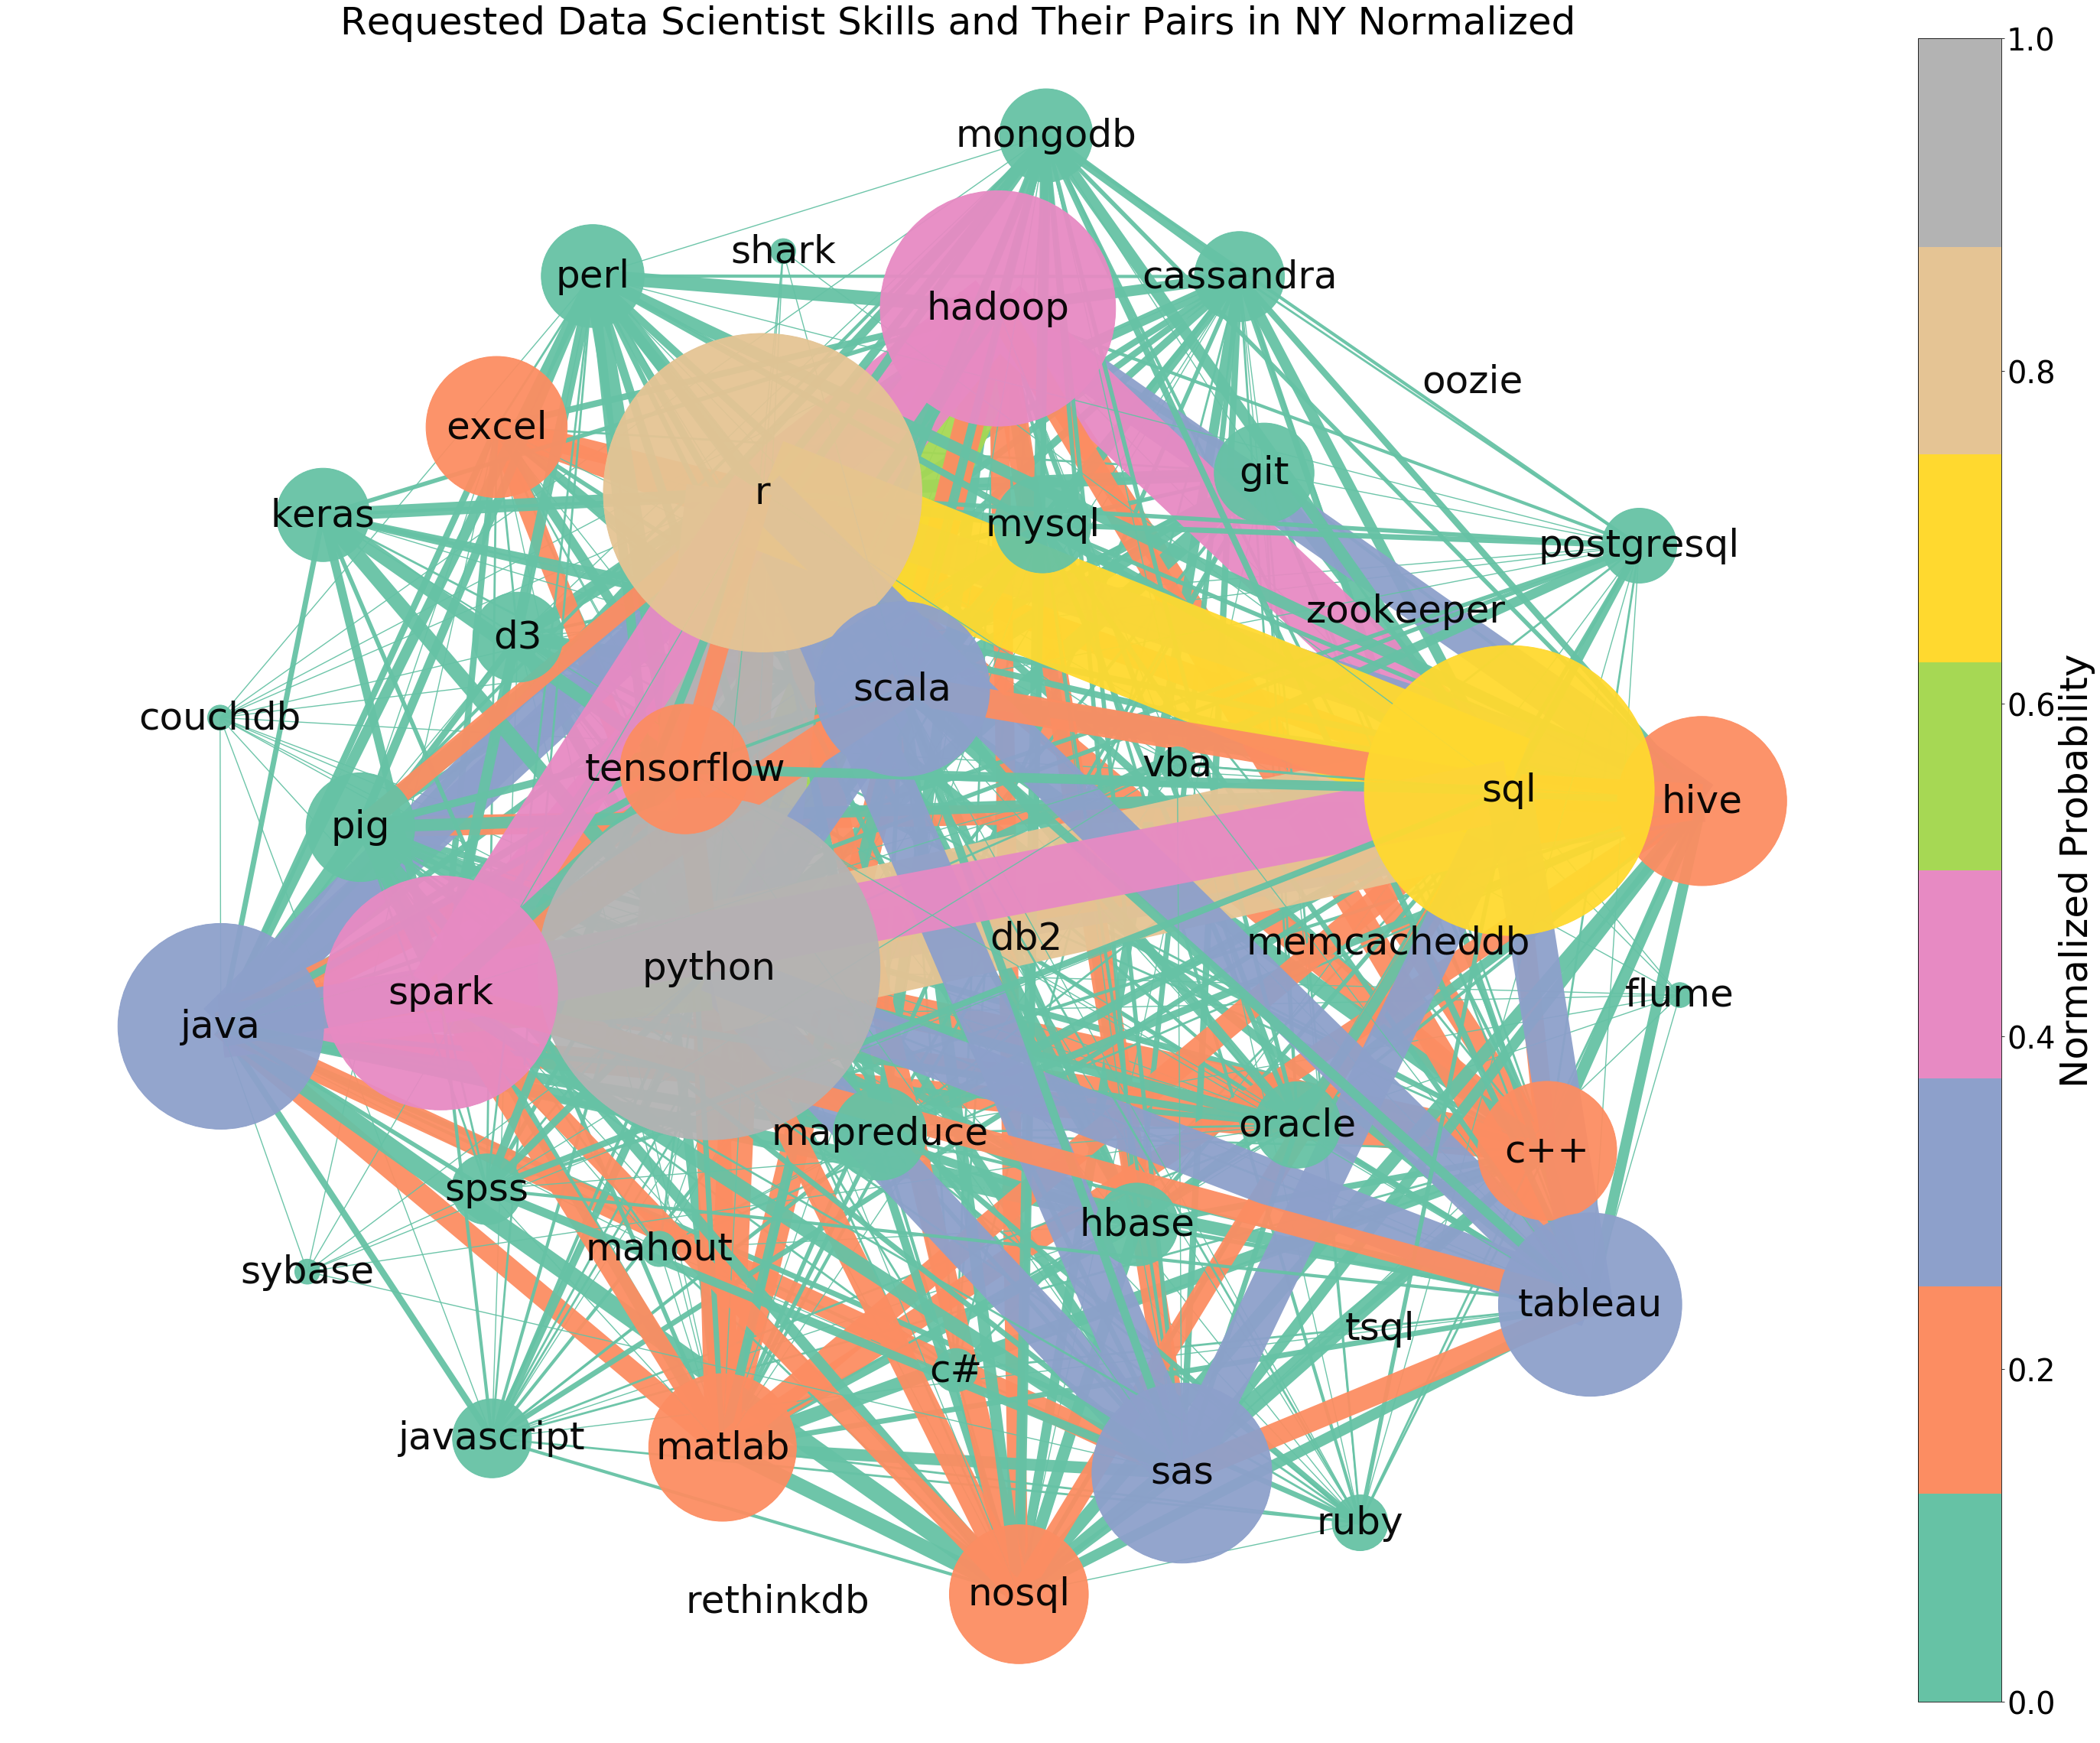 Requested Data Scientist Skills and Their Pairs in NY Normalized
1.0
mongodb
shark
perl
cassandra
hadoop
0.8
oozie
excel
git
r
keras
mysql
postgresql
zookeeper
d3
scala
0.6
couchdb
vba
tensorflow
sql
hive
pig
Normalized Probability
db2
memcacheddb
python
spark
flume
java
0.4
oracle
mapreduce
c++
spss
hbase
mahout
sybase
tableau
tsql
c#
0.2
javascript
matlab
sas
ruby
nosql
rethinkdb
0.0